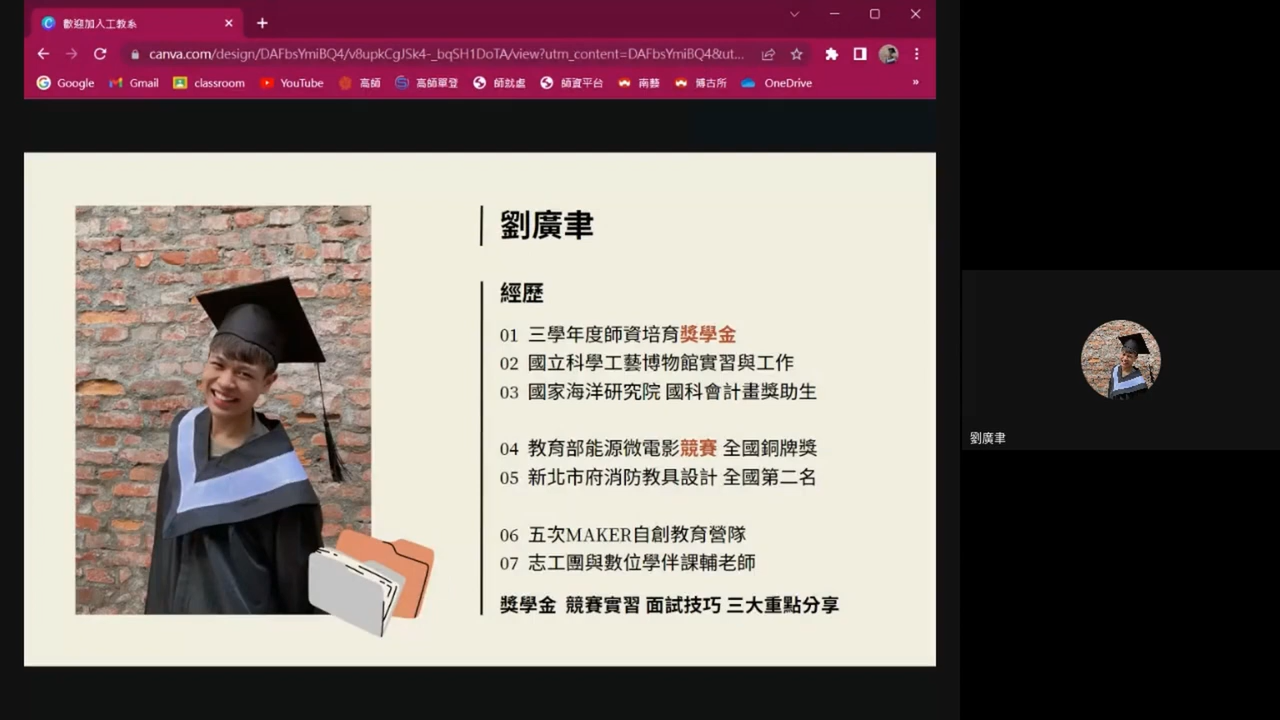 歡迎加入工教系
canva.com/design/DAFbsYmiBQ4/v8upkCgJSk4-_bqSH1DoTA/view?utm_content=DAFbsYmiBQ4&ut...
Google Gmail classroom YouTube 高師 高師單登 師就處 師資平台 南藝 博古所 OneDrive »
劉廣聿
經歷
01 三學年度師資培育獎學金
02 國立科學工藝博物館實習與工作
03 國家海洋研究院 國科會計畫獎助生
04 教育部能源微電影競賽 全國銅牌獎
05 新北市府消防教具設計 全國第二名
06 五次MAKER自創教育營隊
07 志工團與數位學伴課輔老師
獎學金 競賽實習 面試技巧 三大重點分享
劉廣聿